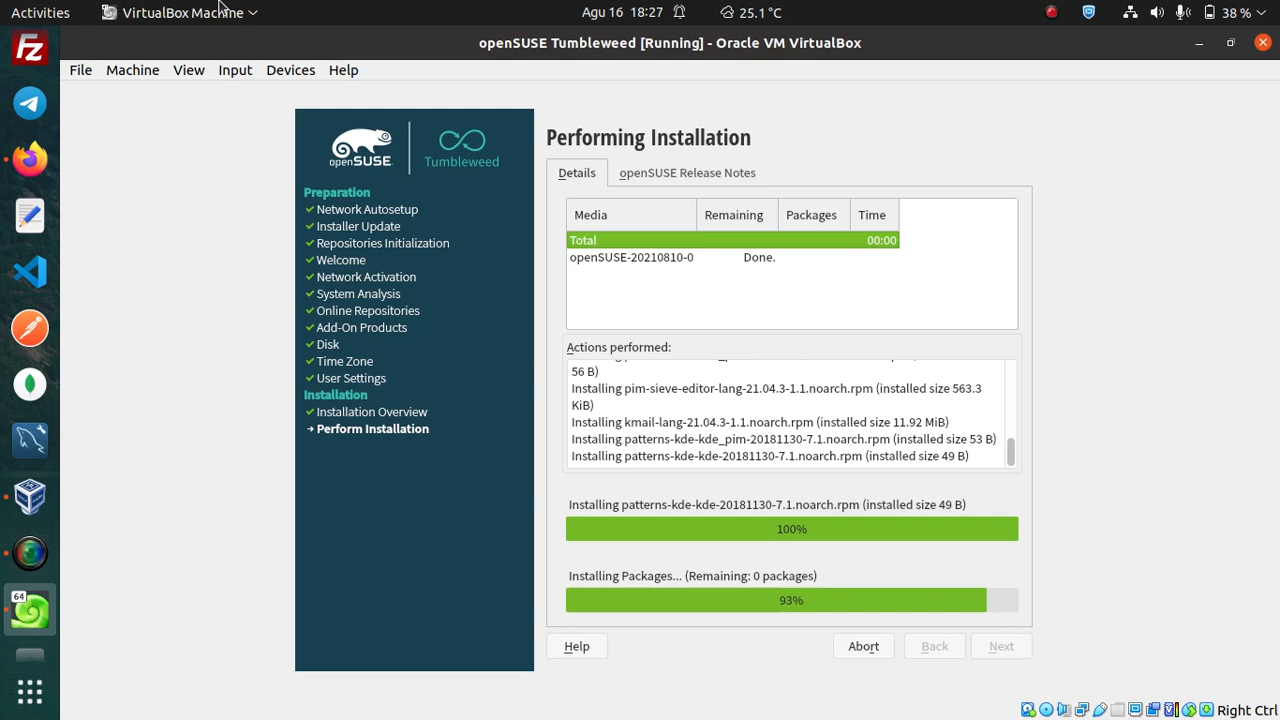 Activities
VirtualBox Machine
Agu 16 18:27
25.1 °C
38 %
openSUSE Tumbleweed [Running] - Oracle VM VirtualBox
File Machine View Input Devices Help
openSUSE
Tumbleweed
Preparation
Network Autosetup
Installer Update
Repositories Initialization
Welcome
Network Activation
System Analysis
Online Repositories
Add-On Products
Disk
Time Zone
User Settings
Installation
Installation Overview
Perform Installation
Performing Installation
Details openSUSE Release Notes
Media Remaining Packages Time
Total 00:00
openSUSE-20210810-0 Done.
Actions performed:
56 B)
Installing pim-sieve-editor-lang-21.04.3-1.1.noarch.rpm (installed size 563.3
KiB)
Installing kmail-lang-21.04.3-1.1.noarch.rpm (installed size 11.92 MiB)
Installing patterns-kde-kde_pim-20181130-7.1.noarch.rpm (installed size 53 B)
Installing patterns-kde-kde-20181130-7.1.noarch.rpm (installed size 49 B)
Installing patterns-kde-kde-20181130-7.1.noarch.rpm (installed size 49 B)
100%
Installing Packages... (Remaining: 0 packages)
93%
Help Abort Back Next
Fz
64
Right Ctrl